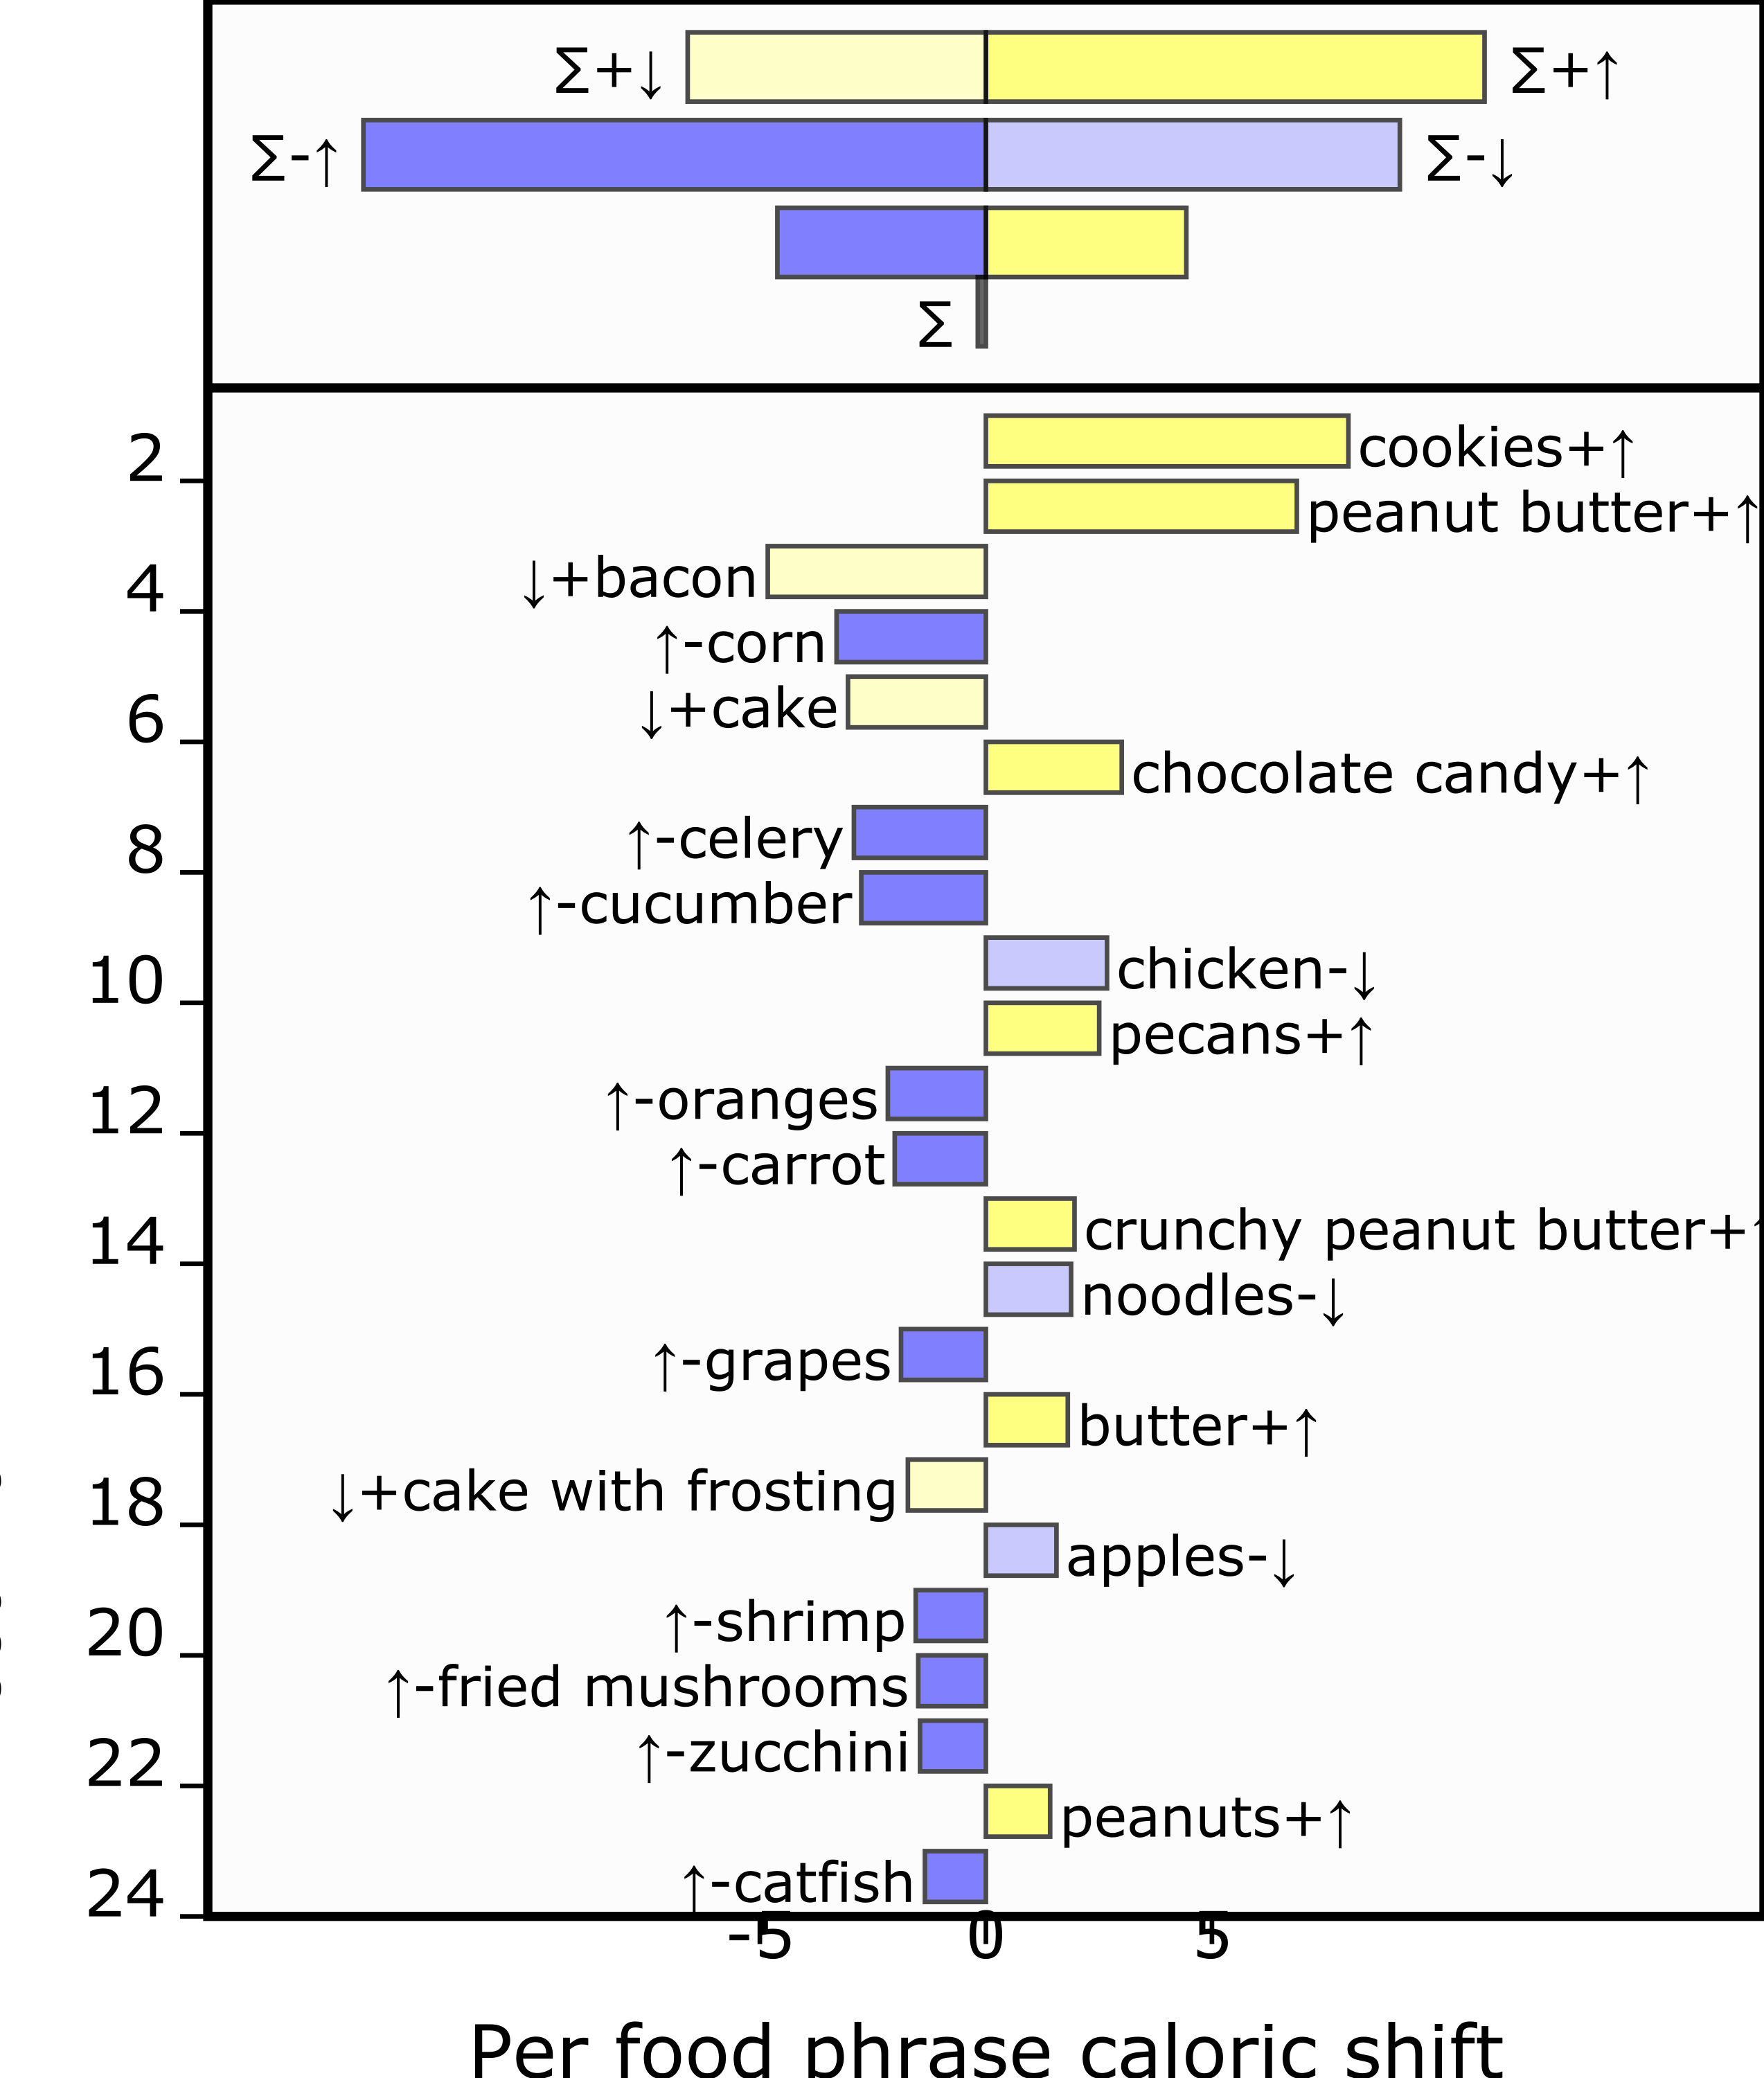 ∑+↓ ∑+↑
∑-↑ ∑-↓
∑
2 cookies+↑
peanut butter+↑
4 ↓+bacon
↑-corn
6 ↓+cake
chocolate candy+↑
8 ↑-celery
↑-cucumber
10 chicken-↓
pecans+↑
12 ↑-oranges
↑-carrot
14 crunchy peanut butter+
noodles-↓
16 ↑-grapes
butter+↑
18 ↓+cake with frosting
apples-↓
20 ↑-shrimp
↑-fried mushrooms
22 ↑-zucchini
peanuts+↑
24 ↑-catfish
-5 0 5
Per food phrase caloric shift